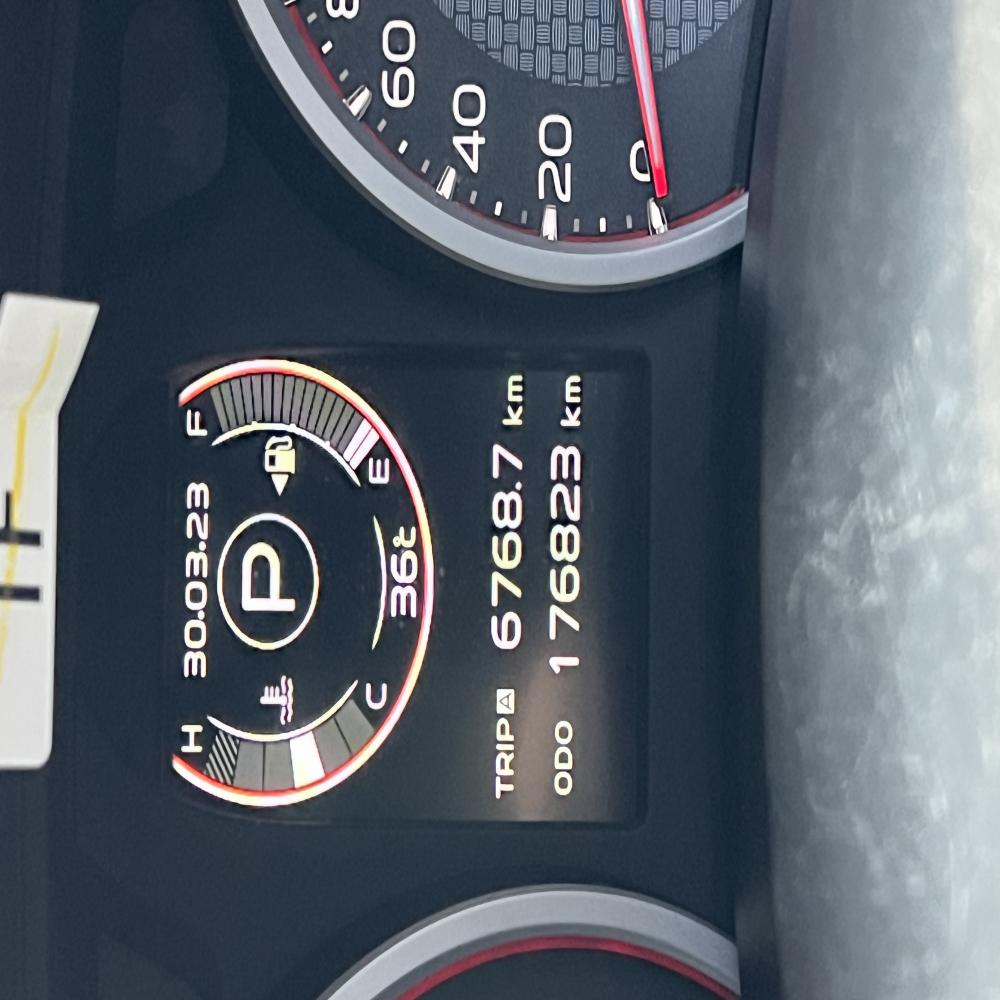 30.03.23
H
F
P
C
E
36°c
TRIP A 6768.7 km
ODO 176823 km
0
20
40
60